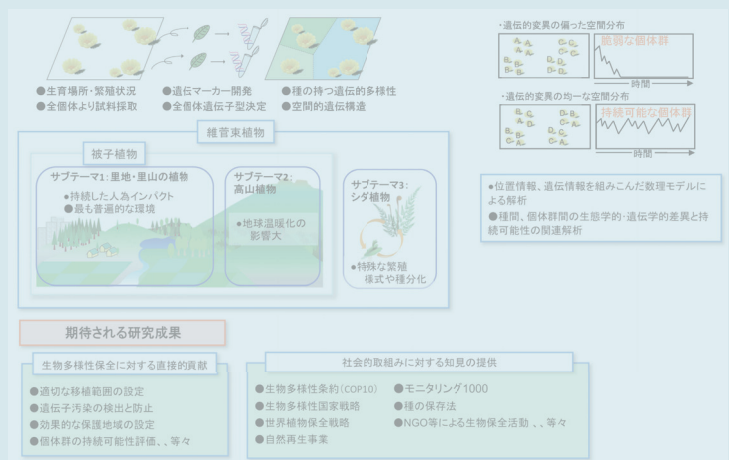 ●生育場所・繁殖状況
●全個体より試料採取
●遺伝マーカー開発
●全個体遺伝子型決定
●種の持つ遺伝的多様性
●空間的遺伝構造
・遺伝的変異の偏った空間分布
脆弱な個体群
時間
・遺伝的変異の均一な空間分布
持続可能な個体群
時間
維菅束植物
被子植物
サブテーマ1：里地・里山の植物
●持続した人為インパクト
●最も普遍的な環境
サブテーマ2：
高山植物
●地球温暖化の
影響大
サブテーマ3：
シダ植物
●特殊な繁殖
様式や種分化
●位置情報、遺伝情報を組みこんだ数理モデルに
よる解析
●種間、個体群間の生態学的・遺伝学的差異と持
続可能性の関連解析
期待される研究成果
生物多様性保全に対する直接的貢献
●適切な移植範囲の設定
●遺伝子汚染の検出と防止
●効果的な保護地域の設定
●個体群の持続可能性評価、、等々
社会的取組みに対する知見の提供
●生物多様性条約（COP10）
●生物多様性国家戦略
●世界植物保全戦略
●自然再生事業
●モニタリング1000
●種の保存法
●NGO等による生物保全活動 、、等々